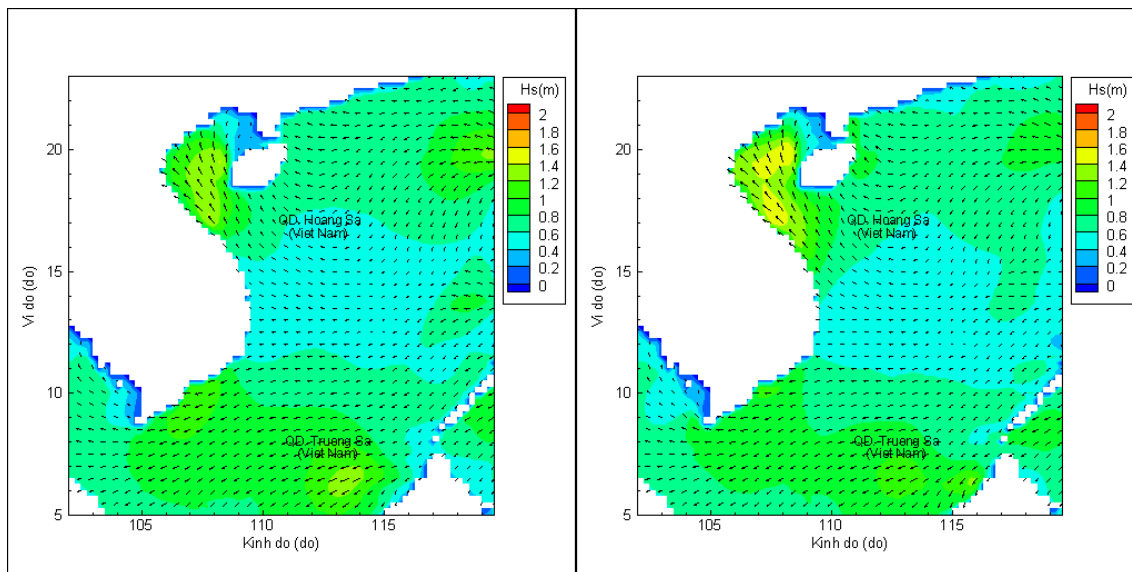 Hs(m)
2
1.8
1.6
1.4
1.2
1
0.8
0.6
0.4
0.2
0
Vi do (do)
20
15
10
5
QD. Hoang Sa
(Viet Nam)
QD. Truong Sa
(Viet Nam)
105
110
115
Kinh do (do)
Hs(m)
2
1.8
1.6
1.4
1.2
1
0.8
0.6
0.4
0.2
0
Vi do (do)
20
15
10
5
QD. Hoang Sa
(Viet Nam)
QD. Truong Sa
(Viet Nam)
105
110
115
Kinh do (do)